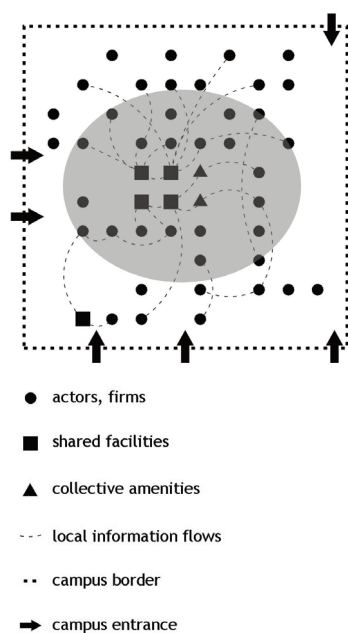 actors, firms
shared facilities
collective amenities
local information flows
campus border
campus entrance